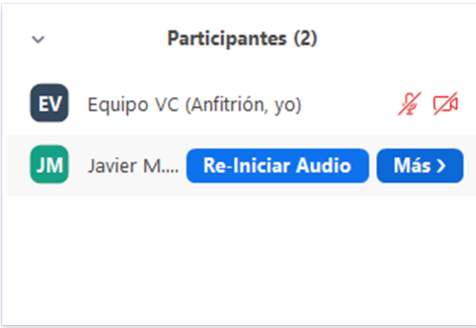 Participantes (2)
EV Equipo VC (Anfitrión, yo)
JM Javier M.... Re-Iniciar Audio Más >